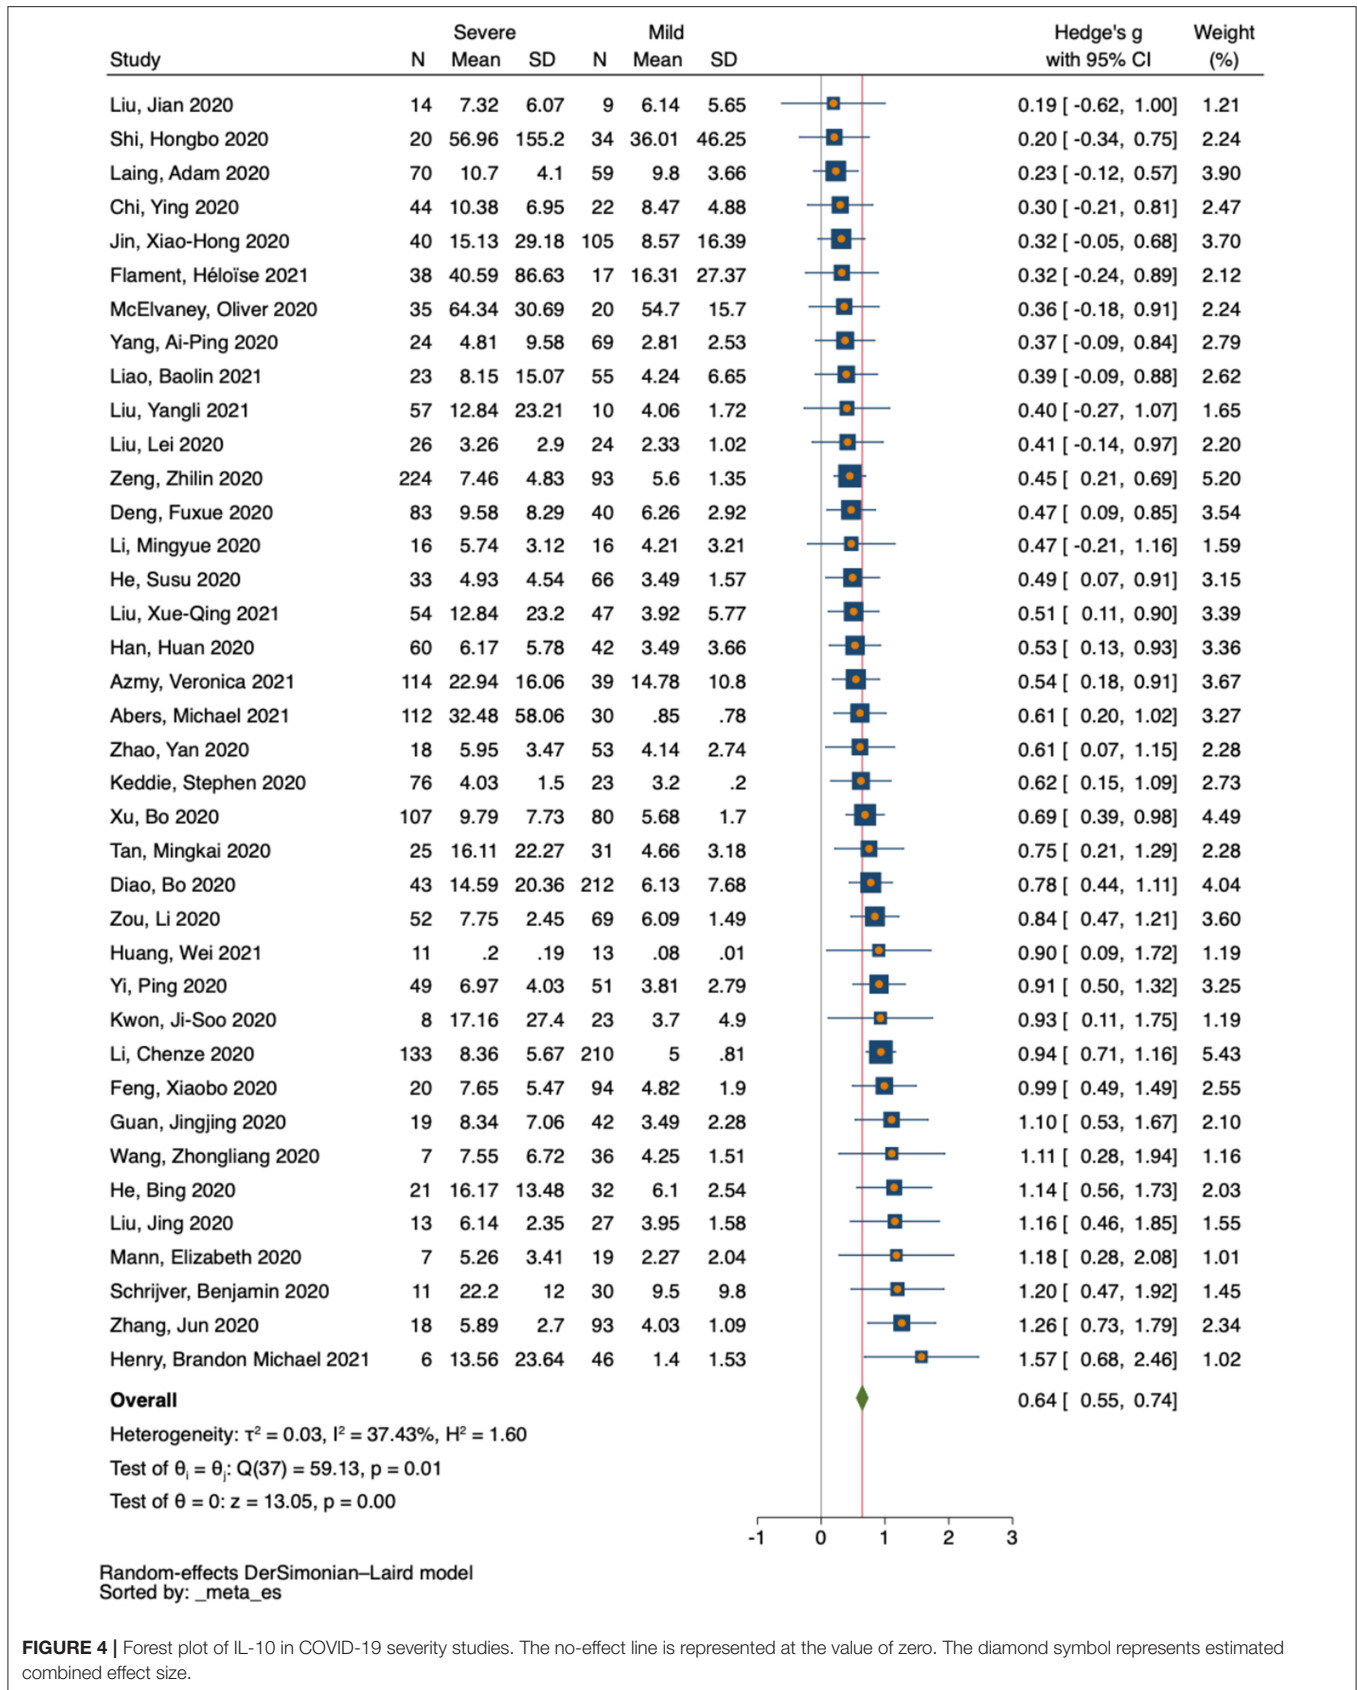 Severe Mild Hedge's g Weight
Study N Mean SD N Mean SD with 95% CI (%)
Liu, Jian 2020 14 7.32 6.07 9 6.14 5.65 0.19 [ -0.62, 1.00] 1.21
Shi, Hongbo 2020 20 56.96 155.2 34 36.01 46.25 0.20 [ -0.34, 0.75] 2.24
Laing, Adam 2020 70 10.7 4.1 59 9.8 3.66 0.23 [ -0.12, 0.57] 3.90
Chi, Ying 2020 44 10.38 6.95 22 8.47 4.88 0.30 [ -0.21, 0.81] 2.47
Jin, Xiao-Hong 2020 40 15.13 29.18 105 8.57 16.39 0.32 [ -0.05, 0.68] 3.70
Flament, Héloïse 2021 38 40.59 86.63 17 16.31 27.37 0.32 [ -0.24, 0.89] 2.12
McElvaney, Oliver 2020 35 64.34 30.69 20 54.7 15.7 0.36 [ -0.18, 0.91] 2.24
Yang, Ai-Ping 2020 24 4.81 9.58 69 2.81 2.53 0.37 [ -0.09, 0.84] 2.79
Liao, Baolin 2021 23 8.15 15.07 55 4.24 6.65 0.39 [ -0.09, 0.88] 2.62
Liu, Yangli 2021 57 12.84 23.21 10 4.06 1.72 0.40 [ -0.27, 1.07] 1.65
Liu, Lei 2020 26 3.26 2.9 24 2.33 1.02 0.41 [ -0.14, 0.97] 2.20
Zeng, Zhilin 2020 224 7.46 4.83 93 5.6 1.35 0.45 [ 0.21, 0.69] 5.20
Deng, Fuxue 2020 83 9.58 8.29 40 6.26 2.92 0.47 [ 0.09, 0.85] 3.54
Li, Mingyue 2020 16 5.74 3.12 16 4.21 3.21 0.47 [ -0.21, 1.16] 1.59
He, Susu 2020 33 4.93 4.54 66 3.49 1.57 0.49 [ 0.07, 0.91] 3.15
Liu, Xue-Qing 2021 54 12.84 23.2 47 3.92 5.77 0.51 [ 0.11, 0.90] 3.39
Han, Huan 2020 60 6.17 5.78 42 3.49 3.66 0.53 [ 0.13, 0.93] 3.36
Azmy, Veronica 2021 114 22.94 16.06 39 14.78 10.8 0.54 [ 0.18, 0.91] 3.67
Abers, Michael 2021 112 32.48 58.06 30 .85 .78 0.61 [ 0.20, 1.02] 3.27
Zhao, Yan 2020 18 5.95 3.47 53 4.14 2.74 0.61 [ 0.07, 1.15] 2.28
Keddie, Stephen 2020 76 4.03 1.5 23 3.2 .2 0.62 [ 0.15, 1.09] 2.73
Xu, Bo 2020 107 9.79 7.73 80 5.68 1.7 0.69 [ 0.39, 0.98] 4.49
Tan, Mingkai 2020 25 16.11 22.27 31 4.66 3.18 0.75 [ 0.21, 1.29] 2.28
Diao, Bo 2020 43 14.59 20.36 212 6.13 7.68 0.78 [ 0.44, 1.11] 4.04
Zou, Li 2020 52 7.75 2.45 69 6.09 1.49 0.84 [ 0.47, 1.21] 3.60
Huang, Wei 2021 11 .2 .19 13 .08 .01 0.90 [ 0.09, 1.72] 1.19
Yi, Ping 2020 49 6.97 4.03 51 3.81 2.79 0.91 [ 0.50, 1.32] 3.25
Kwon, Ji-Soo 2020 8 17.16 27.4 23 3.7 4.9 0.93 [ 0.11, 1.75] 1.19
Li, Chenze 2020 133 8.36 5.67 210 5 .81 0.94 [ 0.71, 1.16] 5.43
Feng, Xiaobo 2020 20 7.65 5.47 94 4.82 1.9 0.99 [ 0.49, 1.49] 2.55
Guan, Jingjing 2020 19 8.34 7.06 42 3.49 2.28 1.10 [ 0.53, 1.67] 2.10
Wang, Zhongliang 2020 7 7.55 6.72 36 4.25 1.51 1.11 [ 0.28, 1.94] 1.16
He, Bing 2020 21 16.17 13.48 32 6.1 2.54 1.14 [ 0.56, 1.73] 2.03
Liu, Jing 2020 13 6.14 2.35 27 3.95 1.58 1.16 [ 0.46, 1.85] 1.55
Mann, Elizabeth 2020 7 5.26 3.41 19 2.27 2.04 1.18 [ 0.28, 2.08] 1.01
Schrijver, Benjamin 2020 11 22.2 12 30 9.5 9.8 1.20 [ 0.47, 1.92] 1.45
Zhang, Jun 2020 18 5.89 2.7 93 4.03 1.09 1.26 [ 0.73, 1.79] 2.34
Henry, Brandon Michael 2021 6 13.56 23.64 46 1.4 1.53 1.57 [ 0.68, 2.46] 1.02
Overall 0.64 [ 0.55, 0.74]
Heterogeneity: τ² = 0.03, I² = 37.43%, H² = 1.60
Test of θᵢ = θⱼ: Q(37) = 59.13, p = 0.01
Test of θ = 0: z = 13.05, p = 0.00
-1 0 1 2 3
Random-effects DerSimonian–Laird model
Sorted by: _meta_es
FIGURE 4 | Forest plot of IL-10 in COVID-19 severity studies. The no-effect line is represented at the value of zero. The diamond symbol represents estimated
combined effect size.